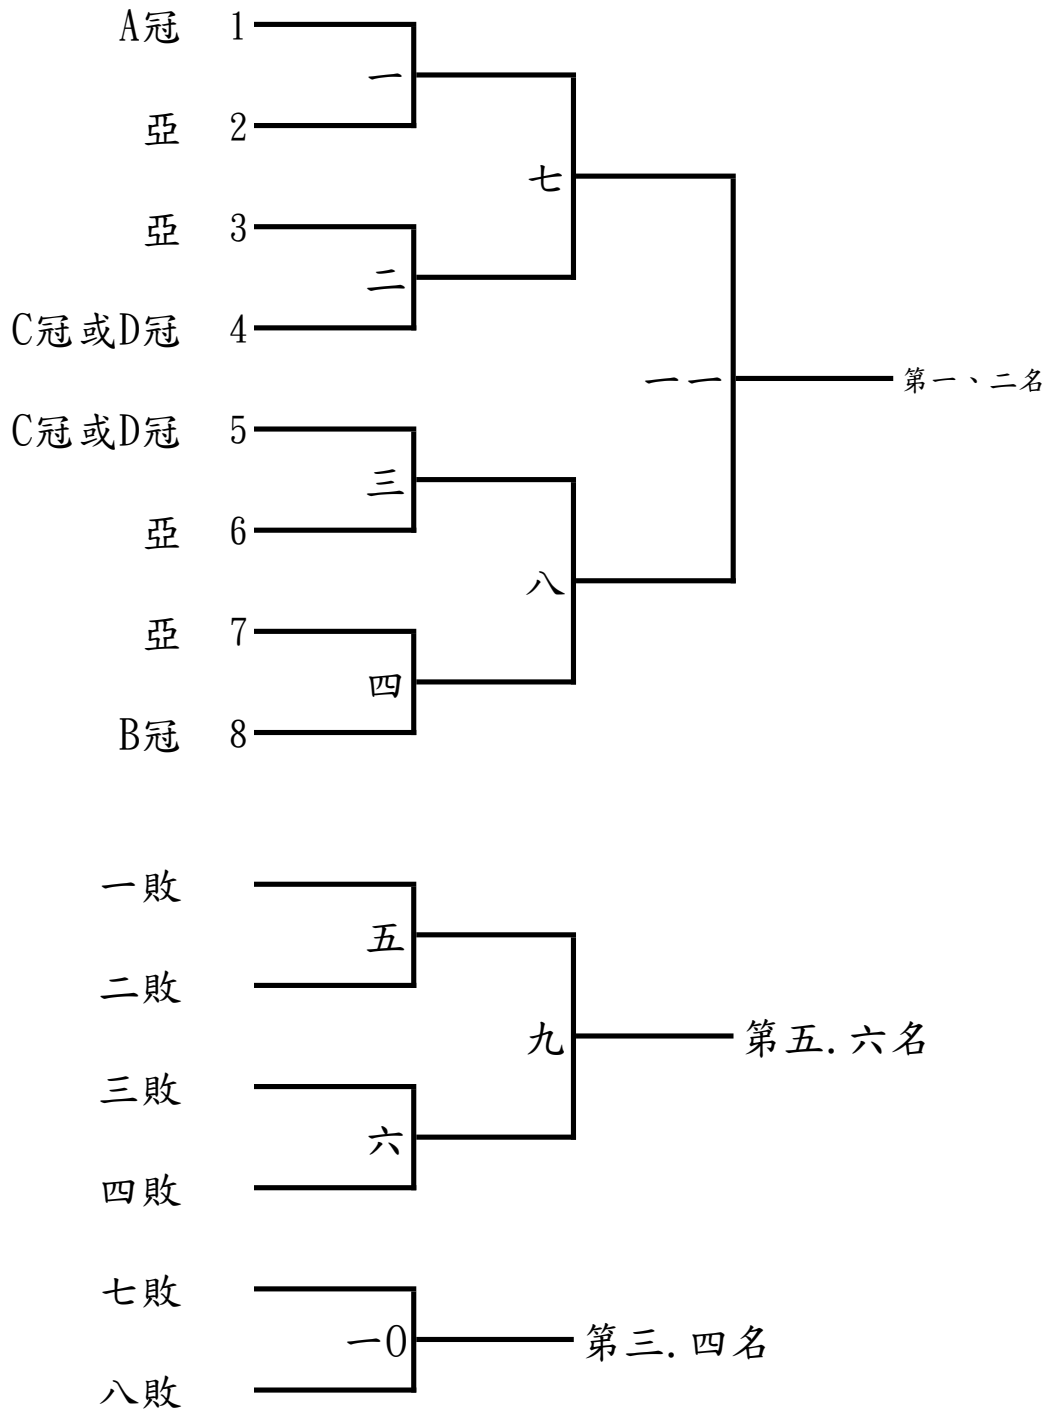 A冠 1
一
亞 2
七
亞 3
二
C冠或D冠 4
一一 第一、二名
C冠或D冠 5
三
亞 6
八
亞 7
四
B冠 8
一敗
五
二敗
九 第五.六名
三敗
六
四敗
七敗
一0 第三.四名
八敗